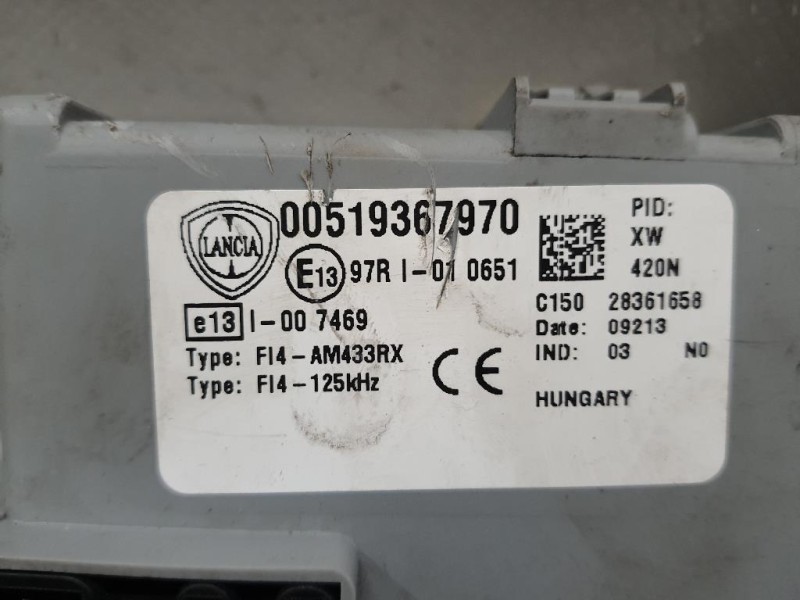 LANCIA
00519367970
E13 97R I-01 0651
e13 I-00 7469
Type: FI4-AM433RX
Type: FI4-125kHz
CE
PID:
XW
420N
C150 28361658
Date: 09213
IND: 03 NO
HUNGARY